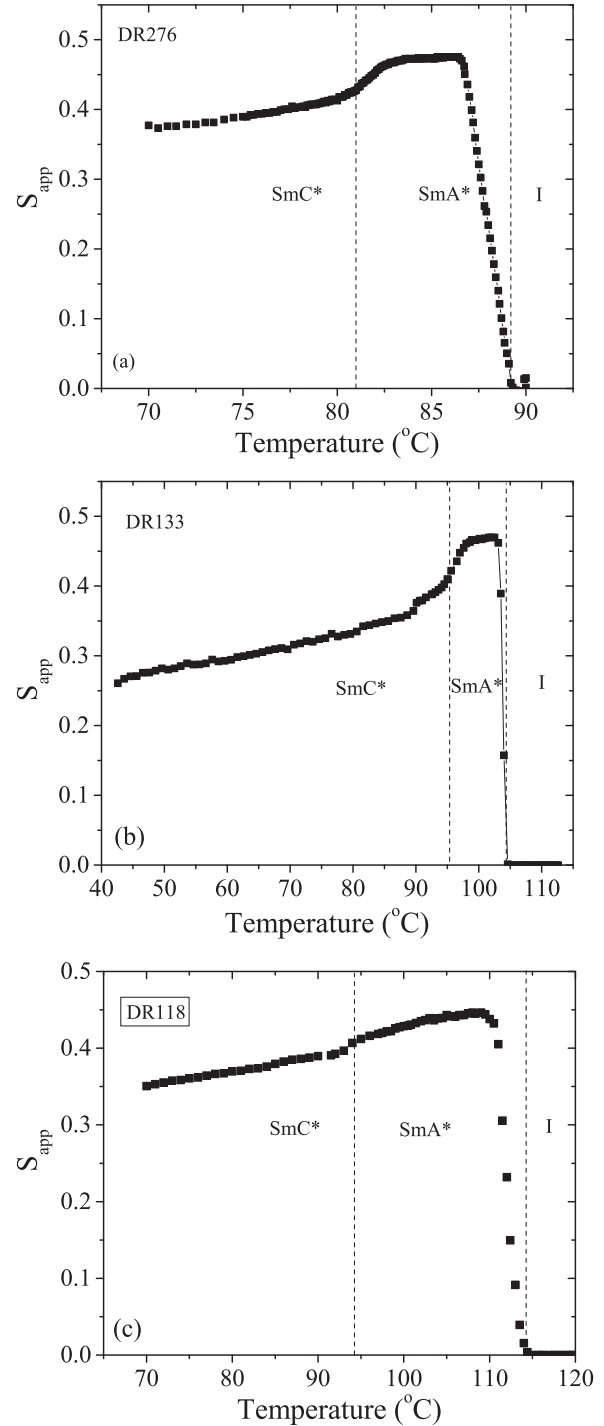 DR276
0.5
0.4
0.3
0.2
0.1
0.0
S_app
SmC*
SmA*
I
(a)
70 75 80 85 90
Temperature (°C)
DR133
0.5
0.4
0.3
0.2
0.1
0.0
S_app
SmC*
SmA*
I
(b)
40 50 60 70 80 90 100 110
Temperature (°C)
DR118
0.5
0.4
0.3
0.2
0.1
0.0
S_app
SmC*
SmA*
I
(c)
70 80 90 100 110 120
Temperature (°C)